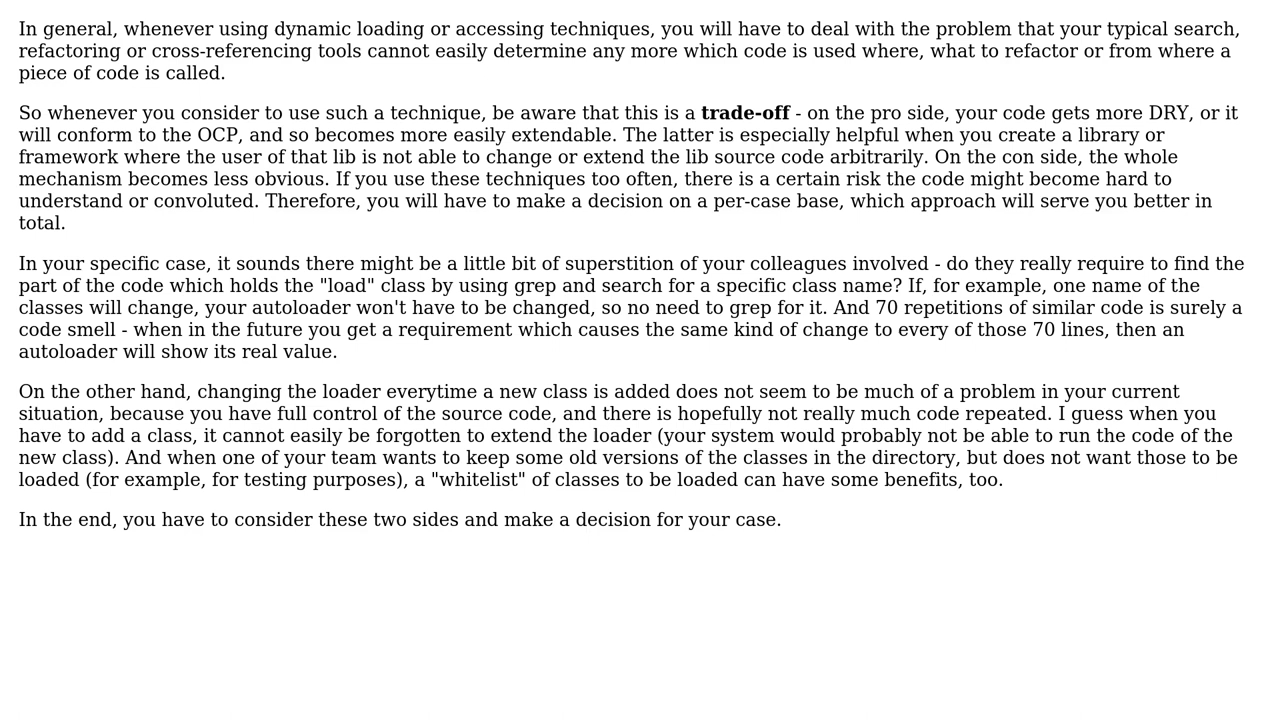 In general, whenever using dynamic loading or accessing techniques, you will have to deal with the problem that your typical search,
refactoring or cross-referencing tools cannot easily determine any more which code is used where, what to refactor or from where a
piece of code is called.
So whenever you consider to use such a technique, be aware that this is a trade-off - on the pro side, your code gets more DRY, or it
will conform to the OCP, and so becomes more easily extendable. The latter is especially helpful when you create a library or
framework where the user of that lib is not able to change or extend the lib source code arbitrarily. On the con side, the whole
mechanism becomes less obvious. If you use these techniques too often, there is a certain risk the code might become hard to
understand or convoluted. Therefore, you will have to make a decision on a per-case base, which approach will serve you better in
total.
In your specific case, it sounds there might be a little bit of superstition of your colleagues involved - do they really require to find the
part of the code which holds the "load" class by using grep and search for a specific class name? If, for example, one name of the
classes will change, your autoloader won't have to be changed, so no need to grep for it. And 70 repetitions of similar code is surely a
code smell - when in the future you get a requirement which causes the same kind of change to every of those 70 lines, then an
autoloader will show its real value.
On the other hand, changing the loader everytime a new class is added does not seem to be much of a problem in your current
situation, because you have full control of the source code, and there is hopefully not really much code repeated. I guess when you
have to add a class, it cannot easily be forgotten to extend the loader (your system would probably not be able to run the code of the
new class). And when one of your team wants to keep some old versions of the classes in the directory, but does not want those to be
loaded (for example, for testing purposes), a "whitelist" of classes to be loaded can have some benefits, too.
In the end, you have to consider these two sides and make a decision for your case.